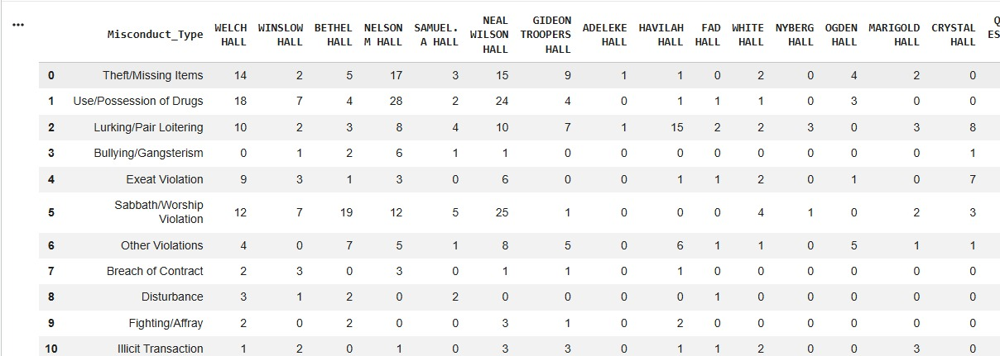 ...
Misconduct_Type WELCH HALL WINSLOW HALL BETHEL HALL NELSON M HALL SAMUEL. A HALL NEAL WILSON HALL GIDEON TROOPERS HALL ADELEKE HALL HAVILAH HALL FAD HALL WHITE HALL NYBERG HALL OGDEN HALL MARIGOLD HALL CRYSTAL HALL
0 Theft/Missing Items 14 2 5 17 3 15 9 1 1 0 2 0 4 2 0
1 Use/Possession of Drugs 18 7 4 28 2 24 4 0 1 1 1 0 3 0 0
2 Lurking/Pair Loitering 10 2 3 8 4 10 7 1 15 2 2 3 0 3 8
3 Bullying/Gangsterism 0 1 2 6 1 1 0 0 0 0 0 0 0 0 1
4 Exeat Violation 9 3 1 3 0 6 0 0 1 1 2 0 1 0 7
5 Sabbath/Worship Violation 12 7 19 12 5 25 1 0 0 0 4 1 0 2 3
6 Other Violations 4 0 7 5 1 8 5 0 6 1 1 0 5 1 1
7 Breach of Contract 2 3 0 3 0 1 1 0 1 0 0 0 0 0 0
8 Disturbance 3 1 2 0 2 0 0 0 0 1 0 0 0 0 0
9 Fighting/Affray 2 0 2 0 0 3 1 0 2 0 0 0 0 0 0
10 Illicit Transaction 1 2 0 1 0 3 3 0 1 1 2 0 0 3 0